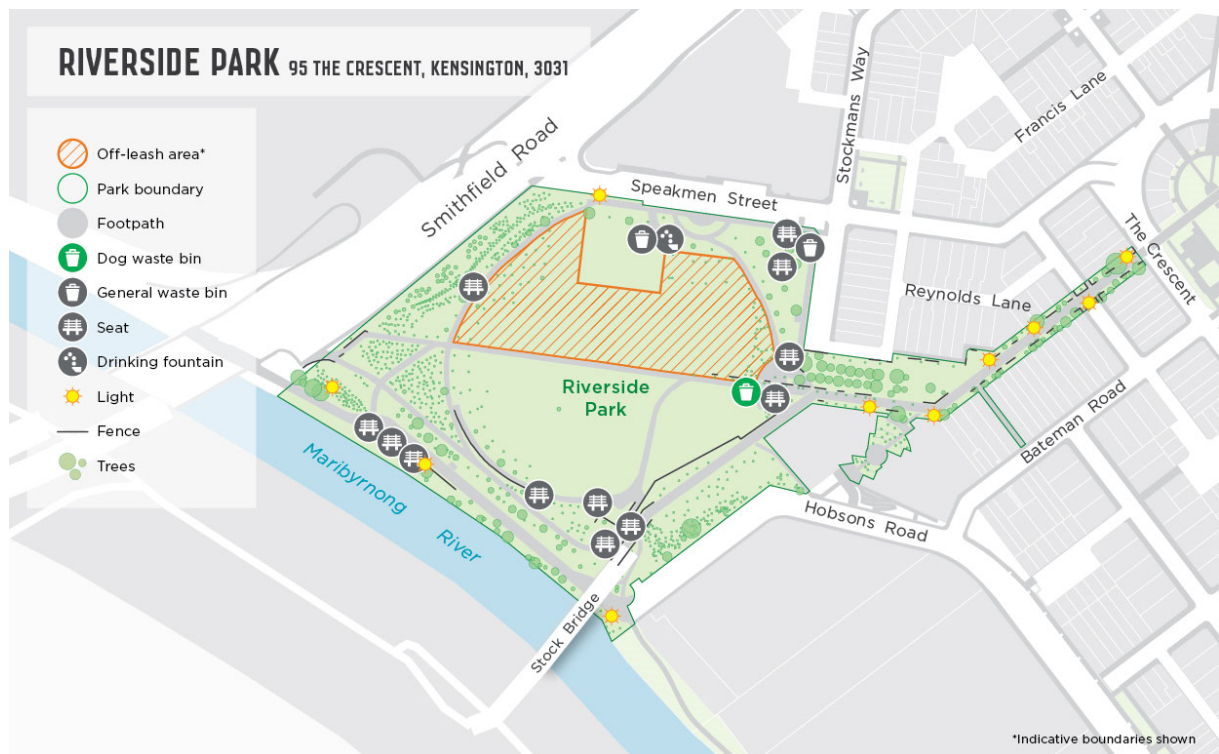 RIVERSIDE PARK 95 THE CRESCENT, KENSINGTON, 3031
Off-leash area*
Park boundary
Footpath
Dog waste bin
General waste bin
Seat
Drinking fountain
Light
Fence
Trees
Smithfield Road
Speakmen Street
Stockmans Way
Francis Lane
The Crescent
Reynolds Lane
Riverside
Park
Bateman Road
Maribyrnong
River
Hobsons Road
Stock Bridge
*Indicative boundaries shown